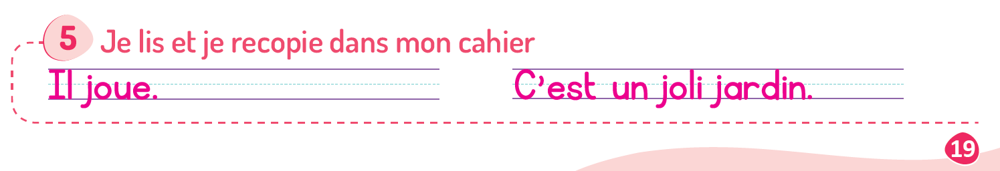 5 Je lis et je recopie dans mon cahier
Il joue.
C'est un joli jardin.
19